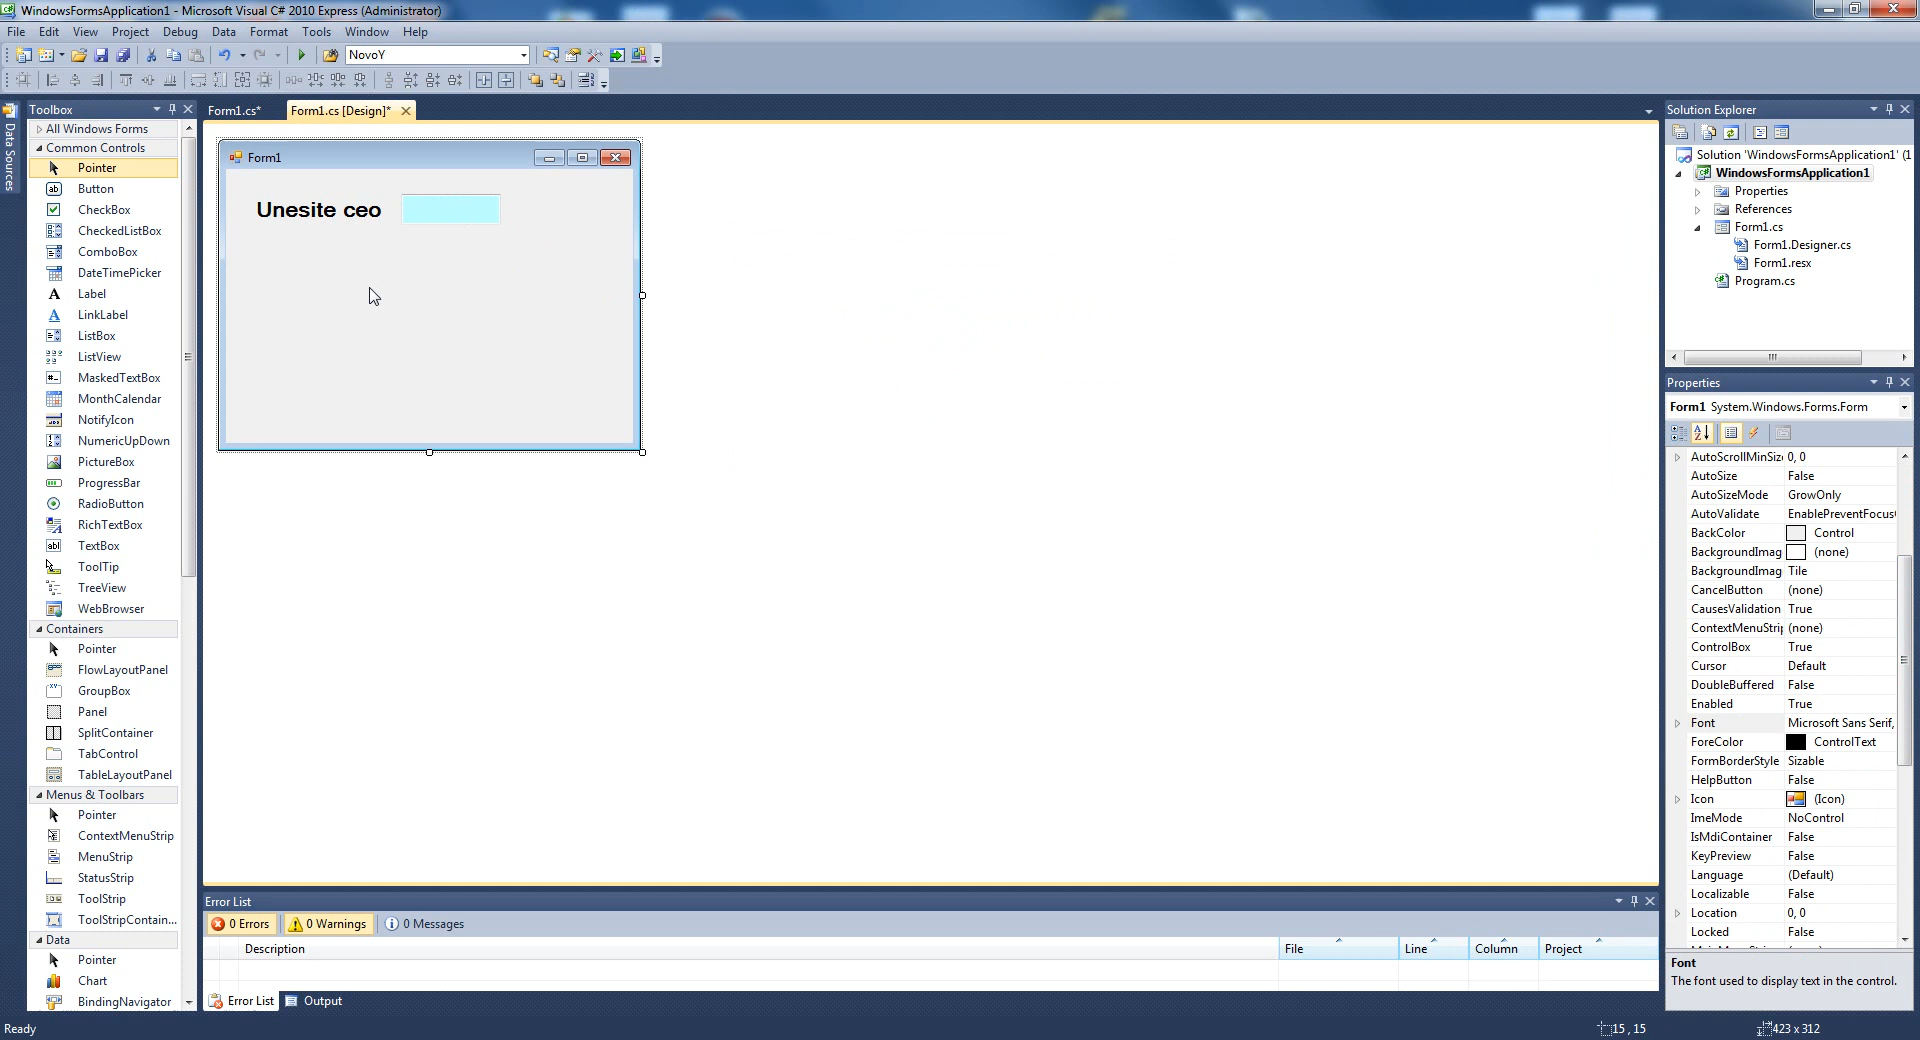 WindowsFormsApplication1 - Microsoft Visual C# 2010 Express (Administrator)
File Edit View Project Debug Data Format Tools Window Help
NovoY
Data Sources
Toolbox
All Windows Forms
Common Controls
Pointer
Button
CheckBox
CheckedListBox
ComboBox
DateTimePicker
Label
LinkLabel
ListBox
ListView
MaskedTextBox
MonthCalendar
NotifyIcon
NumericUpDown
PictureBox
ProgressBar
RadioButton
RichTextBox
TextBox
ToolTip
TreeView
WebBrowser
Containers
Pointer
FlowLayoutPanel
GroupBox
Panel
SplitContainer
TabControl
TableLayoutPanel
Menus & Toolbars
Pointer
ContextMenuStrip
MenuStrip
StatusStrip
ToolStrip
ToolStripContain...
Data
Pointer
Chart
BindingNavigator
Form1.cs* Form1.cs [Design]*
Form1
Unesite ceo
Error List
0 Errors 0 Warnings 0 Messages
Description File Line Column Project
Error List Output
Solution Explorer
Solution 'WindowsFormsApplication1' (1
WindowsFormsApplication1
Properties
References
Form1.cs
Form1.Designer.cs
Form1.resx
Program.cs
Properties
Form1 System.Windows.Forms.Form
AutoScrollMinSiz 0, 0
AutoSize False
AutoSizeMode GrowOnly
AutoValidate EnablePreventFocus
BackColor Control
BackgroundImag (none)
BackgroundImag Tile
CancelButton (none)
CausesValidation True
ContextMenuStrip (none)
ControlBox True
Cursor Default
DoubleBuffered False
Enabled True
Font Microsoft Sans Serif,
ForeColor ControlText
FormBorderStyle Sizable
HelpButton False
Icon (Icon)
ImeMode NoControl
IsMdiContainer False
KeyPreview False
Language (Default)
Localizable False
Location 0, 0
Locked False
Font
The font used to display text in the control.
Ready 15 , 15 423 x 312